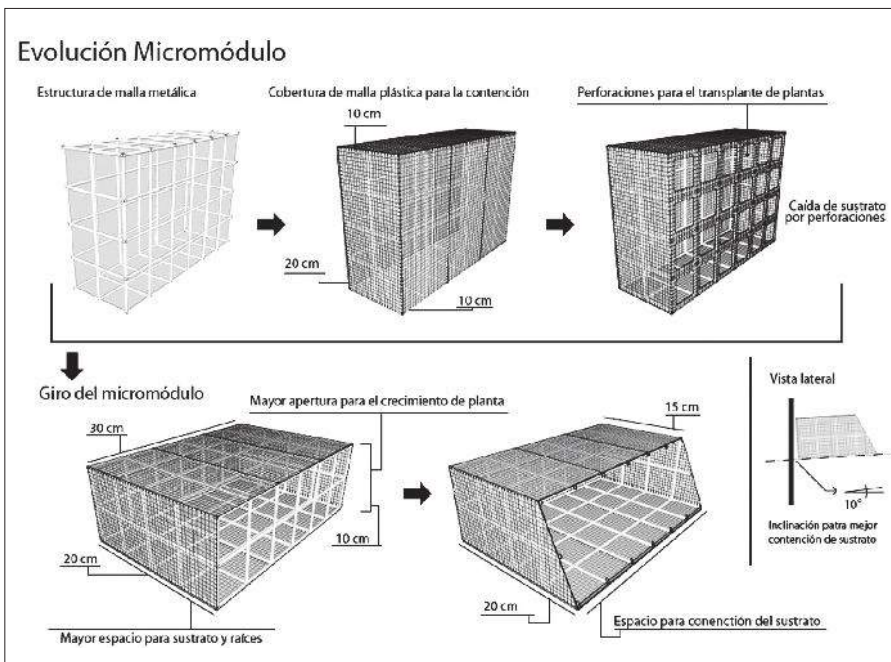 Evolución Micromódulo
Estructura de malla metálica
Cobertura de malla plástica para la contención
Perforaciones para el transplante de plantas
10 cm
20 cm
10 cm
Caída de sustrato
por perforaciones
Giro del micromódulo
Mayor apertura para el crecimiento de planta
30 cm
20 cm
10 cm
Mayor espacio para sustrato y raíces
15 cm
20 cm
Espacio para conenctión del sustrato
Vista lateral
10°
Inclinación patra mejor
contención de sustrato